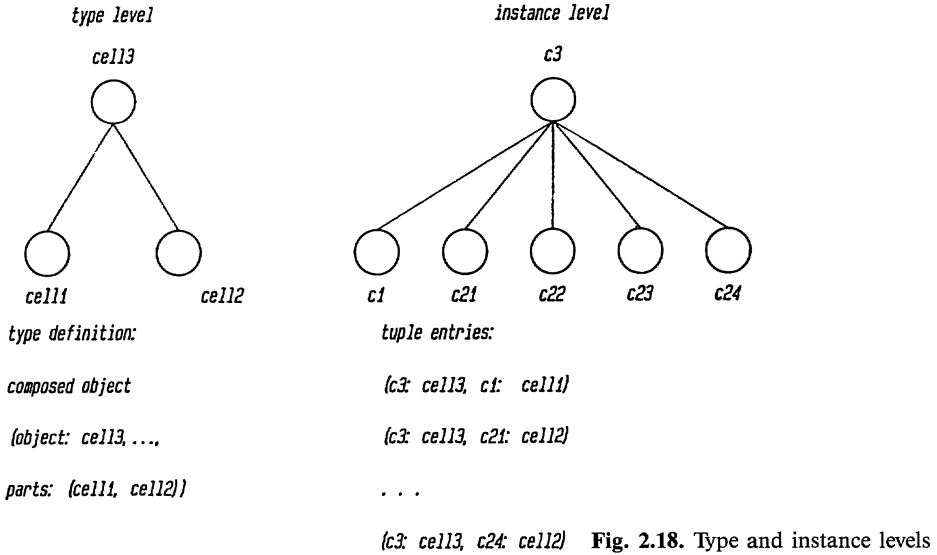 type level
cell3
cell1 cell2
type definition:
composed object
(object: cell3,...,
parts: (cell1, cell2))
instance level
c3
c1 c21 c22 c23 c24
tuple entries:
(c3: cell3, c1: cell1)
(c3: cell3, c21: cell2)
. . .
(c3: cell3, c24: cell2)
Fig. 2.18. Type and instance levels